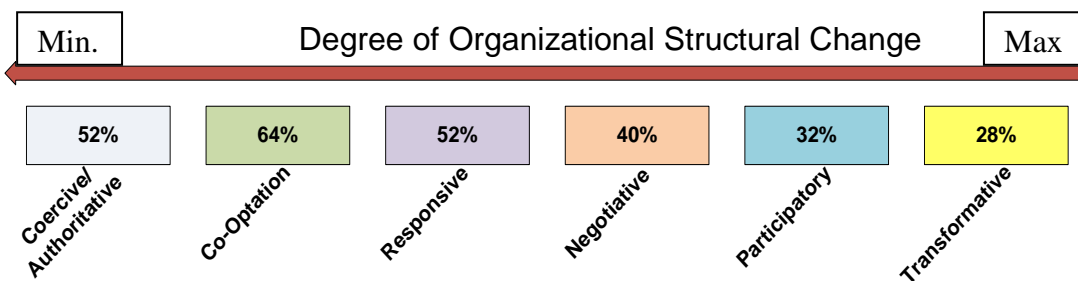 Min.
Degree of Organizational Structural Change
Max
52%
64%
52%
40%
32%
28%
Coercive/
Authoritative
Co-Optation
Responsive
Negotiative
Participatory
Transformative